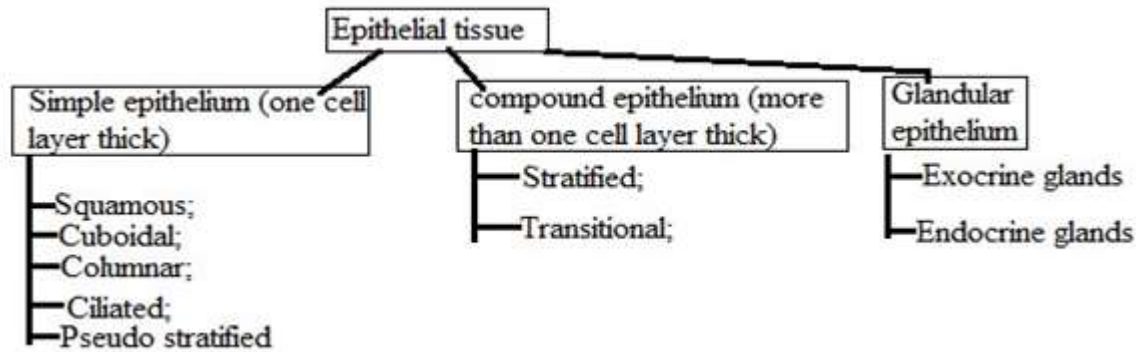 Epithelial tissue
Simple epithelium (one cell
layer thick)
Squamous;
Cuboidal;
Columnar;
Ciliated;
Pseudo stratified
compound epithelium (more
than one cell layer thick)
Stratified;
Transitional;
Glandular
epithelium
Exocrine glands
Endocrine glands